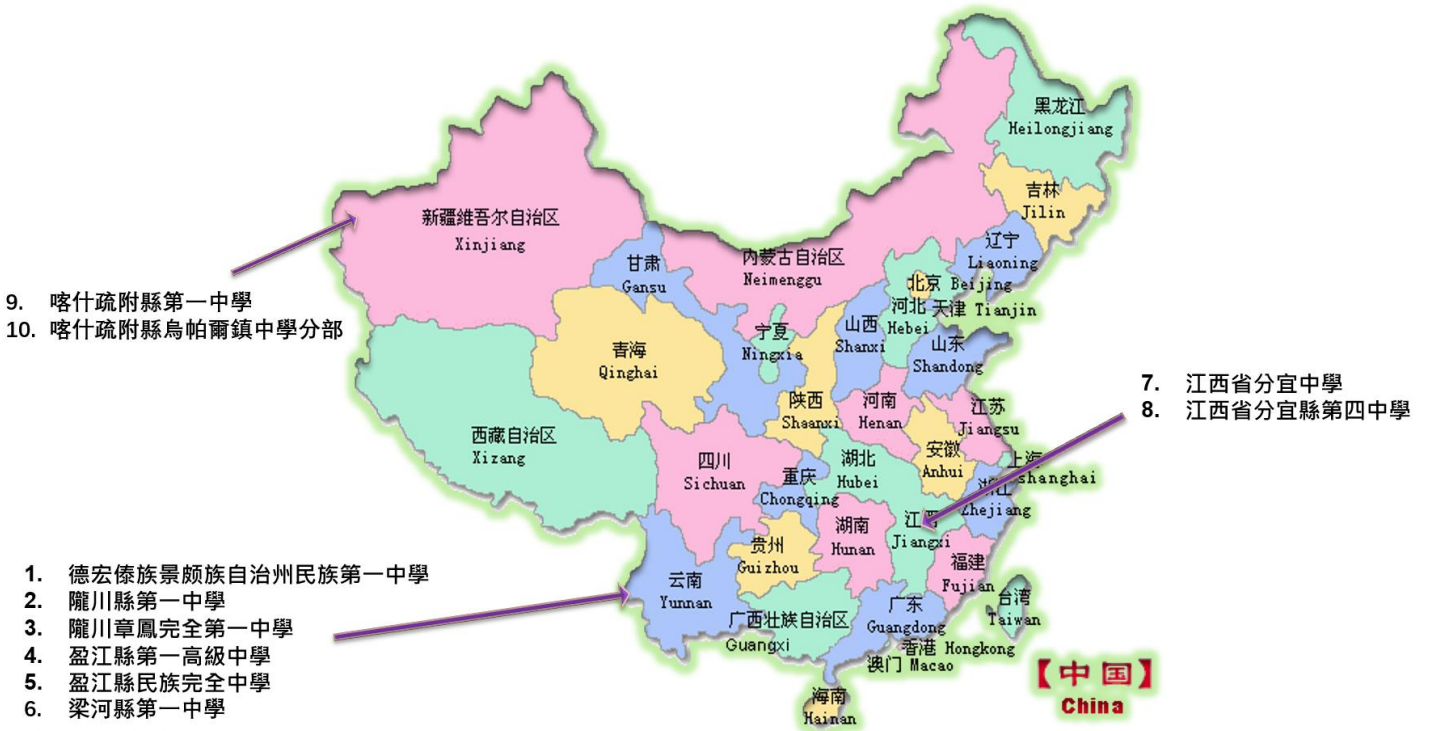 黑龙江
Heilongjiang
吉林
Jilin
辽宁
Liaoning
新疆维吾尔自治区
Xinjiang
内蒙古自治区
Neimenggu
甘肃
Gansu
北京 Beijing
天津 Tianjin
河北
Hebei
山西
Shanxi
山东
Shandong
宁夏
Ningxia
青海
Qinghai
陕西
Shaanxi
河南
Henan
江苏
Jiangsu
安徽
Anhui
上海
shanghai
西藏自治区
Xizang
四川
Sichuan
重庆
Chongqing
湖北
Hubei
浙江
Zhejiang
湖南
Hunan
江西
Jiangxi
贵州
Guizhou
福建
Fujian
云南
Yunnan
广西壮族自治区
Guangxi
广东
Guangdong
台湾
Taiwan
香港 Hongkong
澳门 Macao
海南
Hainan
【中国】
China
9. 喀什疏附縣第一中學
10. 喀什疏附縣烏帕爾鎮中學分部
7. 江西省分宜中學
8. 江西省分宜縣第四中學
1. 德宏傣族景颇族自治州民族第一中學
2. 隴川縣第一中學
3. 隴川章鳳完全第一中學
4. 盈江縣第一高級中學
5. 盈江縣民族完全中學
6. 梁河縣第一中學